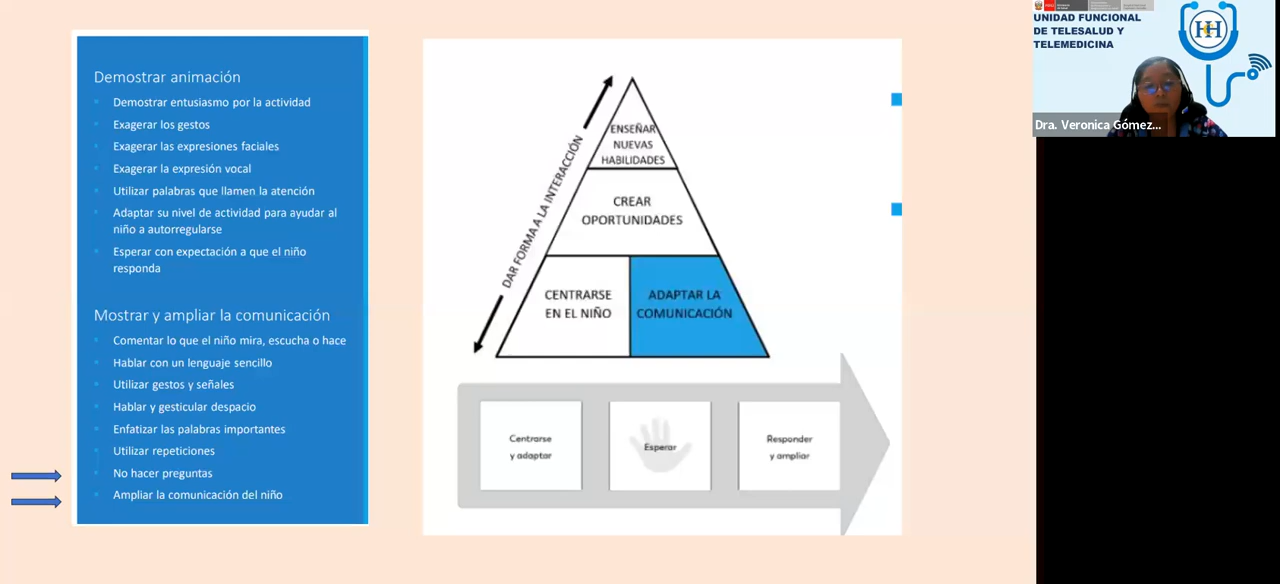 Demostrar animación
Demostrar entusiasmo por la actividad
Exagerar los gestos
Exagerar las expresiones faciales
Exagerar la expresión vocal
Utilizar palabras que llamen la atención
Adaptar su nivel de actividad para ayudar al
niño a autorregularse
Esperar con expectación a que el niño
responda
Mostrar y ampliar la comunicación
Comentar lo que el niño mira, escucha o hace
Hablar con un lenguaje sencillo
Utilizar gestos y señales
Hablar y gesticular despacio
Enfatizar las palabras importantes
Utilizar repeticiones
No hacer preguntas
Ampliar la comunicación del niño
DAR FORMA A LA INTERACCIÓN
ENSEÑAR
NUEVAS
HABILIDADES
CREAR
OPORTUNIDADES
CENTRARSE
EN EL NIÑO
ADAPTAR LA
COMUNICACIÓN
Centrarse
y adaptar
Esperar
Responder
y ampliar
UNIDAD FUNCIONAL
DE TELESALUD Y
TELEMEDICINA
Dra. Veronica Gómez...